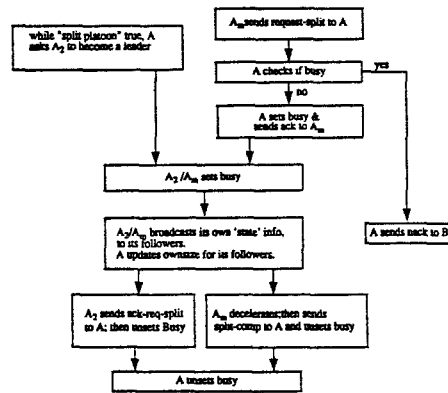 while "split platoon" true, A
asks A2 to become a leader
Am sends request-split to A
A checks if busy
yes
no
A sets busy &
sends ack to Am
A2 /Am sets busy
A2/Am broadcasts its own 'state' info,
to its followers.
A updates ownsize for its followers.
A sends nack to B
A2 sends ack-req-split
to A; then unsets Busy
Am decelerases;then sends
split-comp to A and unsets busy
A unsets busy